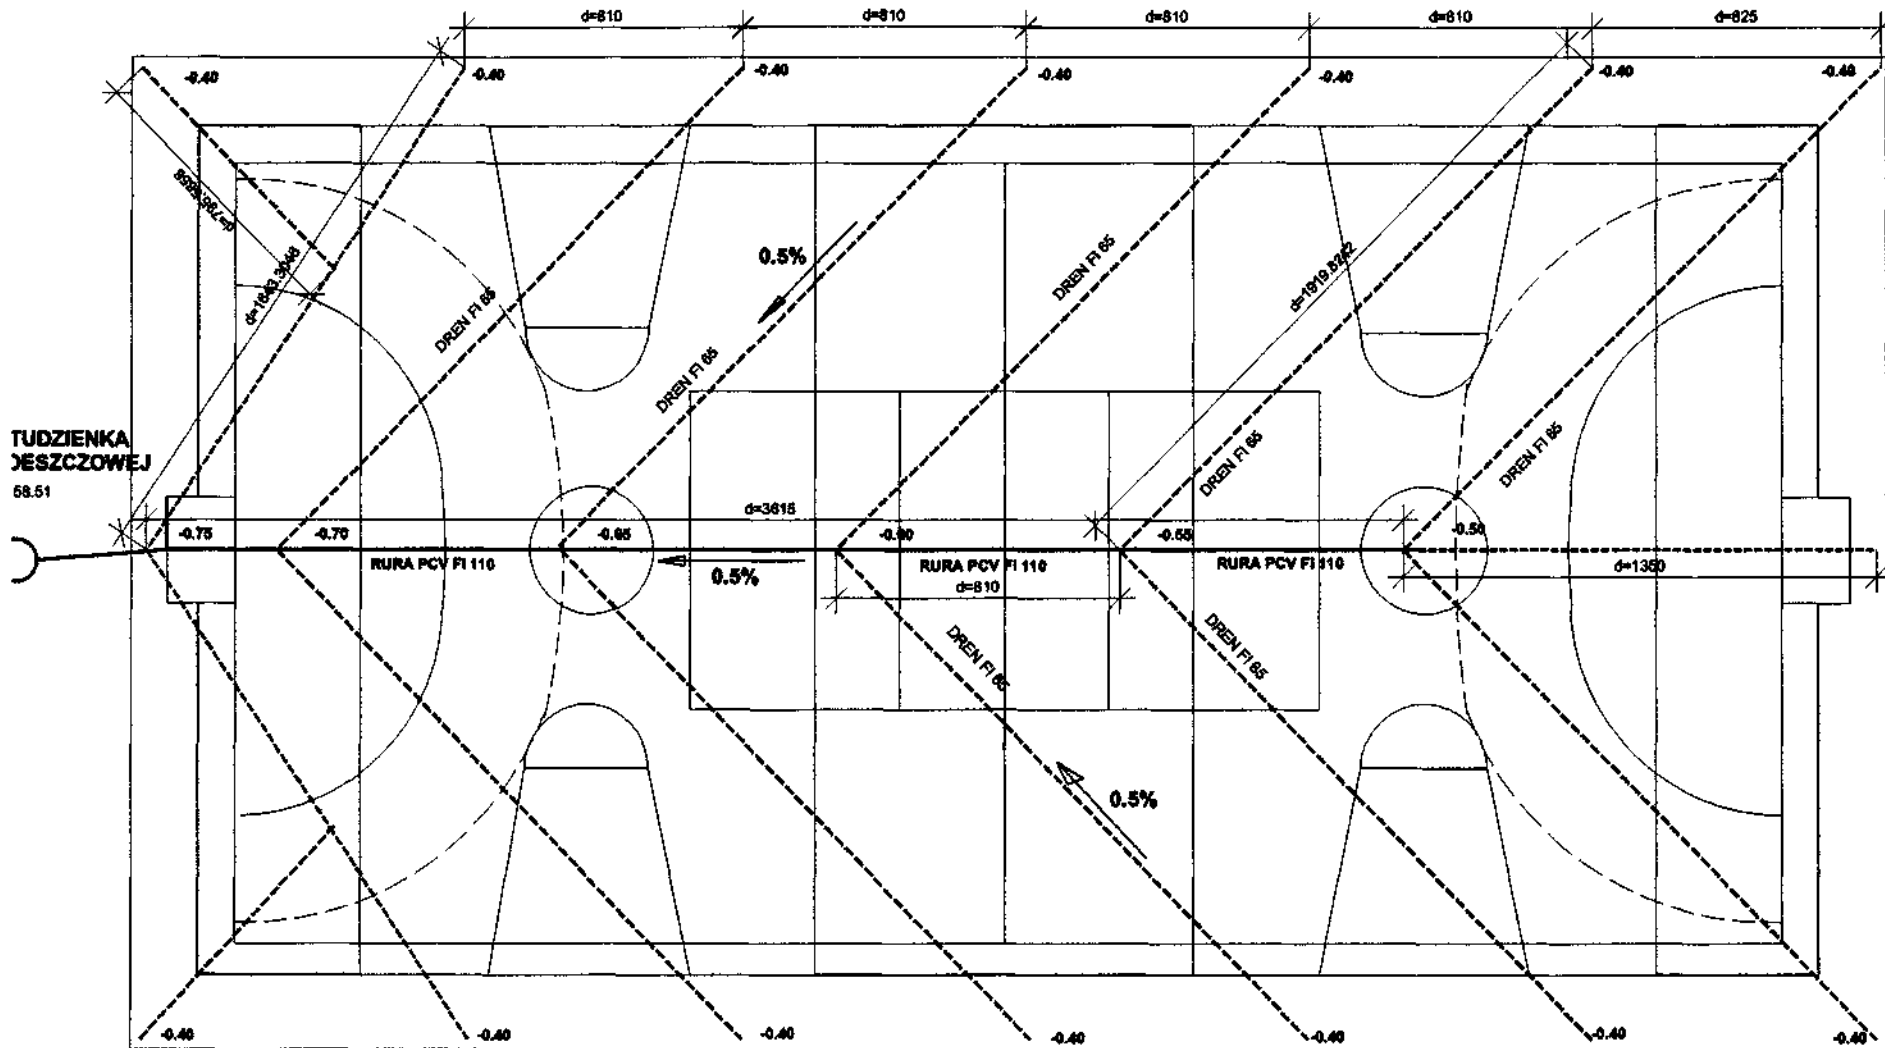 d=810
d=810
d=810
d=810
d=825
-0.40
-0.40
-0.40
-0.40
-0.40
-0.40
-0.40
d=1919.8242
0.5%
DREN FI 65
DREN FI 65
DREN FI 65
DREN FI 65
DREN FI 65
TUDZIENKA
DESZCZOWEJ
58.51
d=3615
-0.75
-0.70
-0.65
-0.60
-0.55
-0.50
RURA PCV FI 110
0.5%
RURA PCV FI 110
RURA PCV FI 110
d=810
d=1350
DREN FI 65
DREN FI 65
0.5%
-0.40
-0.40
-0.40
-0.40
-0.40
-0.40
-0.40